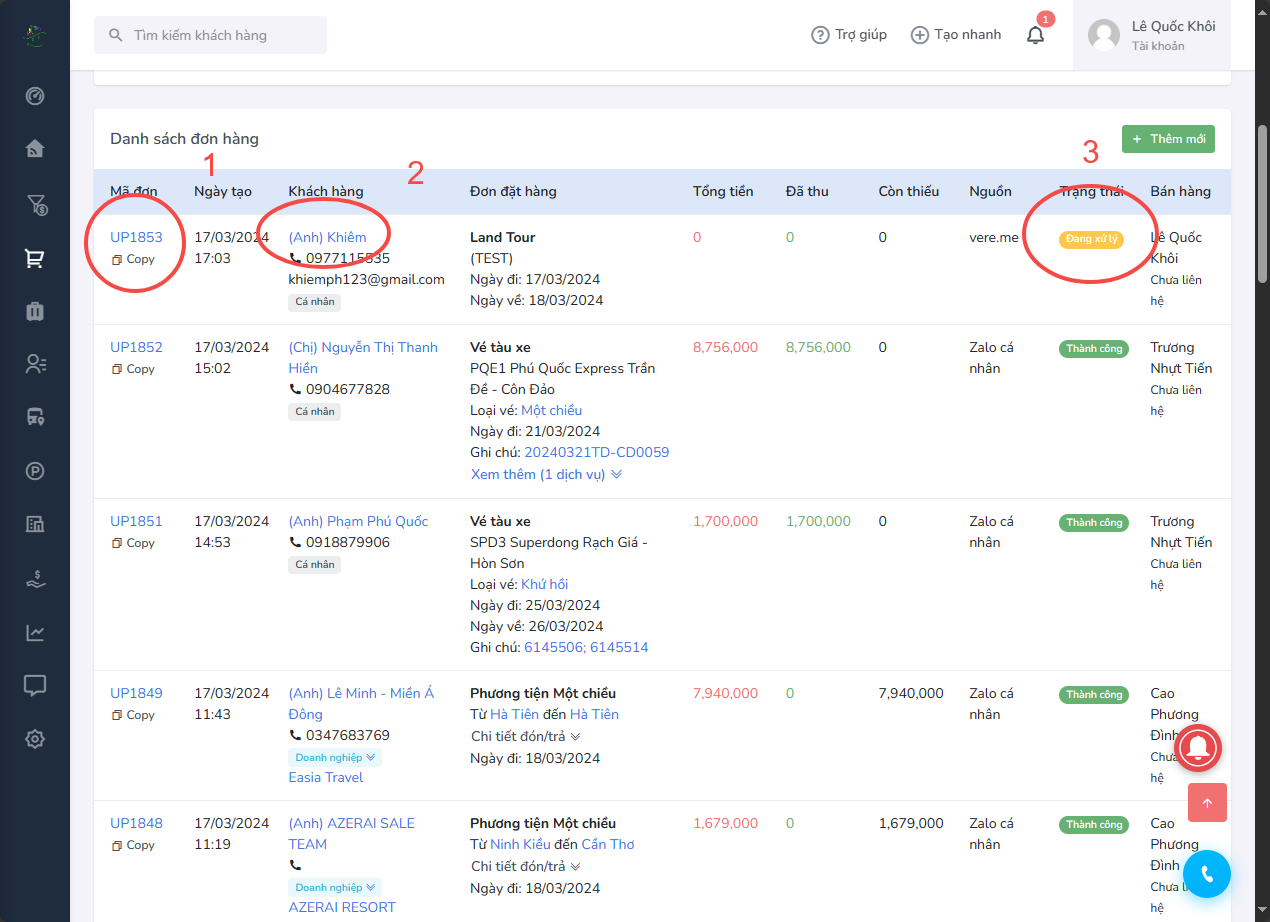 Tìm kiếm khách hàng
Trợ giúp
Tạo nhanh
1
Lê Quốc Khôi
Tài khoản
Danh sách đơn hàng
+ Thêm mới
1
2
3
Mã đơn Ngày tạo Khách hàng Đơn đặt hàng Tổng tiền Đã thu Còn thiếu Nguồn Trạng thái Bán hàng
UP1853 17/03/2024 (Anh) Khiêm Land Tour 0 0 0 vere.me Đang xử lý Lê Quốc
Copy 17:03 0977115535 (TEST) Khôi
khiemph123@gmail.com Ngày đi: 17/03/2024 Chưa liên
Cá nhân Ngày về: 18/03/2024 hệ
UP1852 17/03/2024 (Chị) Nguyễn Thị Thanh Vé tàu xe 8,756,000 8,756,000 0 Zalo cá Thành công Trương
Copy 15:02 Hiền PQE1 Phú Quốc Express Trần nhân Nhựt Tiến
0904677828 Đề - Côn Đảo Chưa liên
Cá nhân Loại vé: Một chiều hệ
Ngày đi: 21/03/2024
Ghi chú: 20240321TD-CD0059
Xem thêm (1 dịch vụ)
UP1851 17/03/2024 (Anh) Phạm Phú Quốc Vé tàu xe 1,700,000 1,700,000 0 Zalo cá Thành công Trương
Copy 14:53 0918879906 SPD3 Superdong Rạch Giá - nhân Nhựt Tiến
Cá nhân Hòn Sơn Chưa liên
Loại vé: Khứ hồi hệ
Ngày đi: 25/03/2024
Ngày về: 26/03/2024
Ghi chú: 6145506; 6145514
UP1849 17/03/2024 (Anh) Lê Minh - Miền Á Phương tiện Một chiều 7,940,000 0 7,940,000 Zalo cá Thành công Cao
Copy 11:43 Đông Từ Hà Tiên đến Hà Tiên nhân Phương
0347683769 Chi tiết đón/trả Đình
Doanh nghiệp Ngày đi: 18/03/2024 Chưa
Easia Travel hệ
UP1848 17/03/2024 (Anh) AZERAI SALE Phương tiện Một chiều 1,679,000 0 1,679,000 Zalo cá Thành công Cao
Copy 11:19 TEAM Từ Ninh Kiều đến Cần Thơ nhân Phương
Chi tiết đón/trả Đình
Doanh nghiệp Ngày đi: 18/03/2024 Chưa
AZERAI RESORT hệ